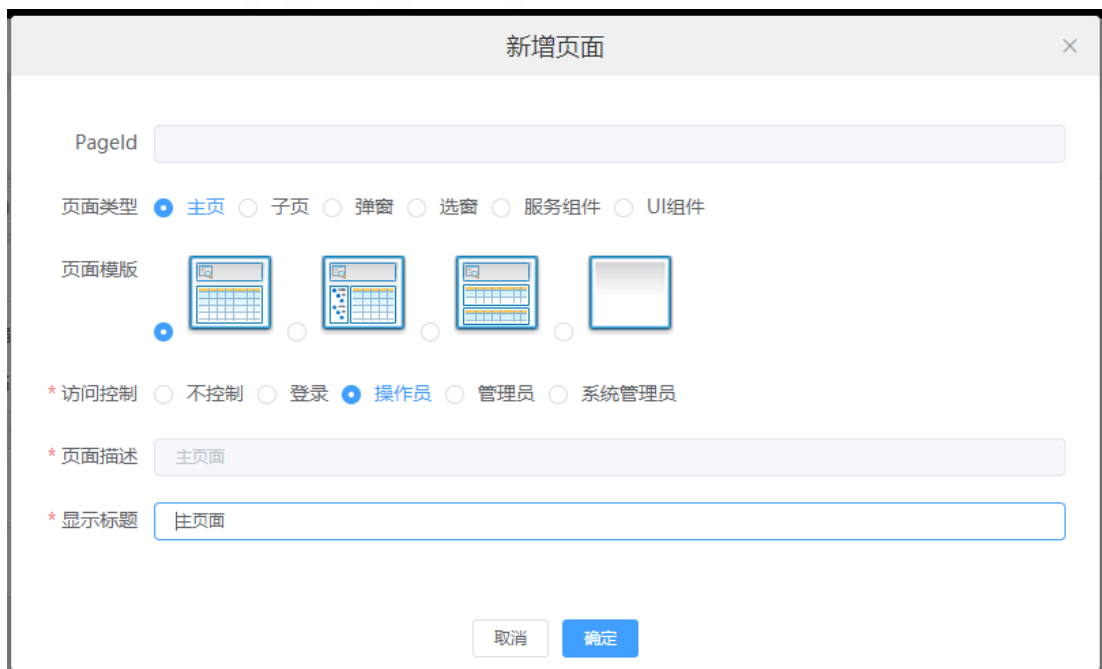 新增页面
PageId
页面类型 主页 子页 弹窗 选窗 服务组件 UI组件
页面模版
* 访问控制 不控制 登录 操作员 管理员 系统管理员
* 页面描述 主页面
* 显示标题 主页面
取消 确定